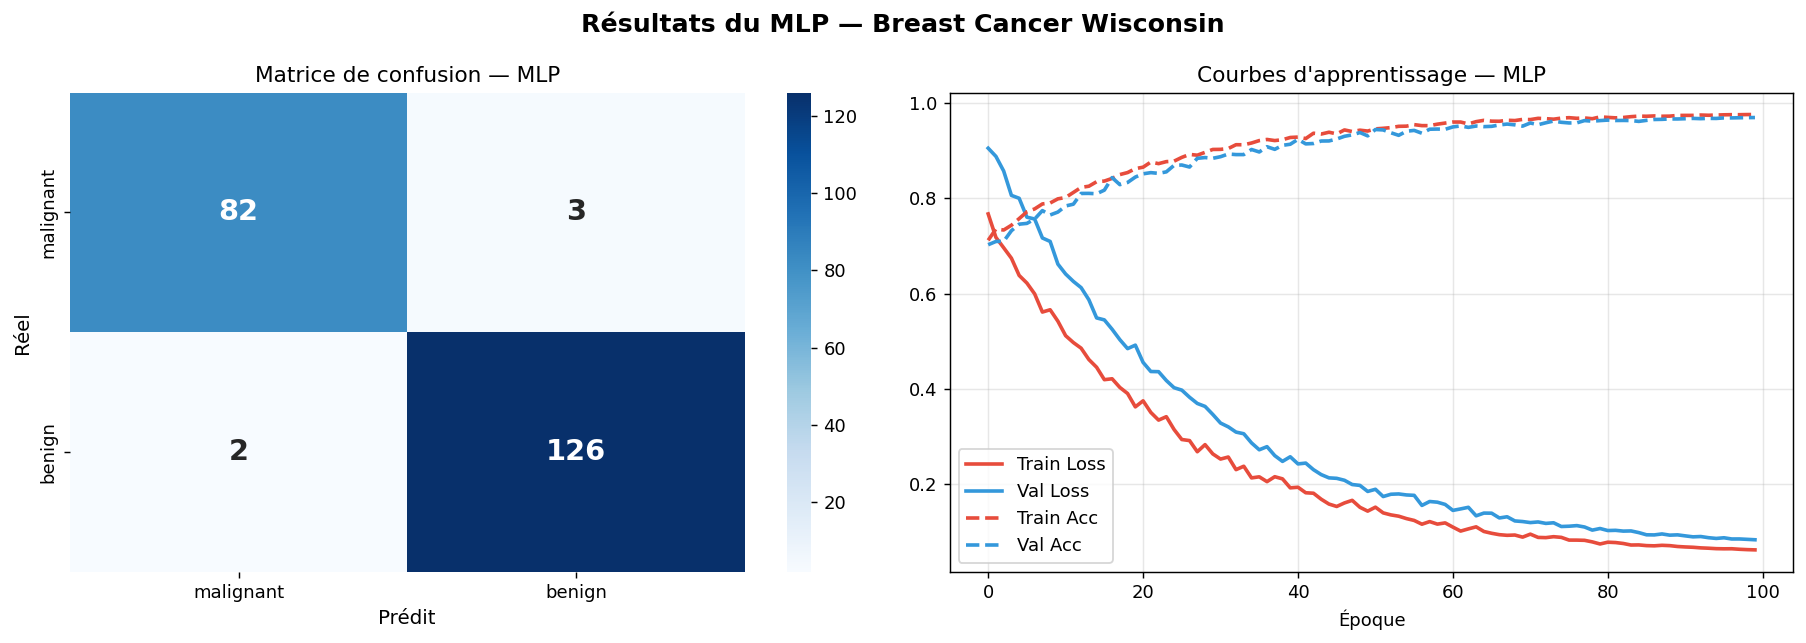 Résultats du MLP — Breast Cancer Wisconsin
Matrice de confusion — MLP
Réel
malignant
benign
82
3
2
126
malignant
benign
Prédit
120
100
80
60
40
20
Courbes d'apprentissage — MLP
1.0
0.8
0.6
0.4
0.2
Train Loss
Val Loss
Train Acc
Val Acc
0
20
40
60
80
100
Époque